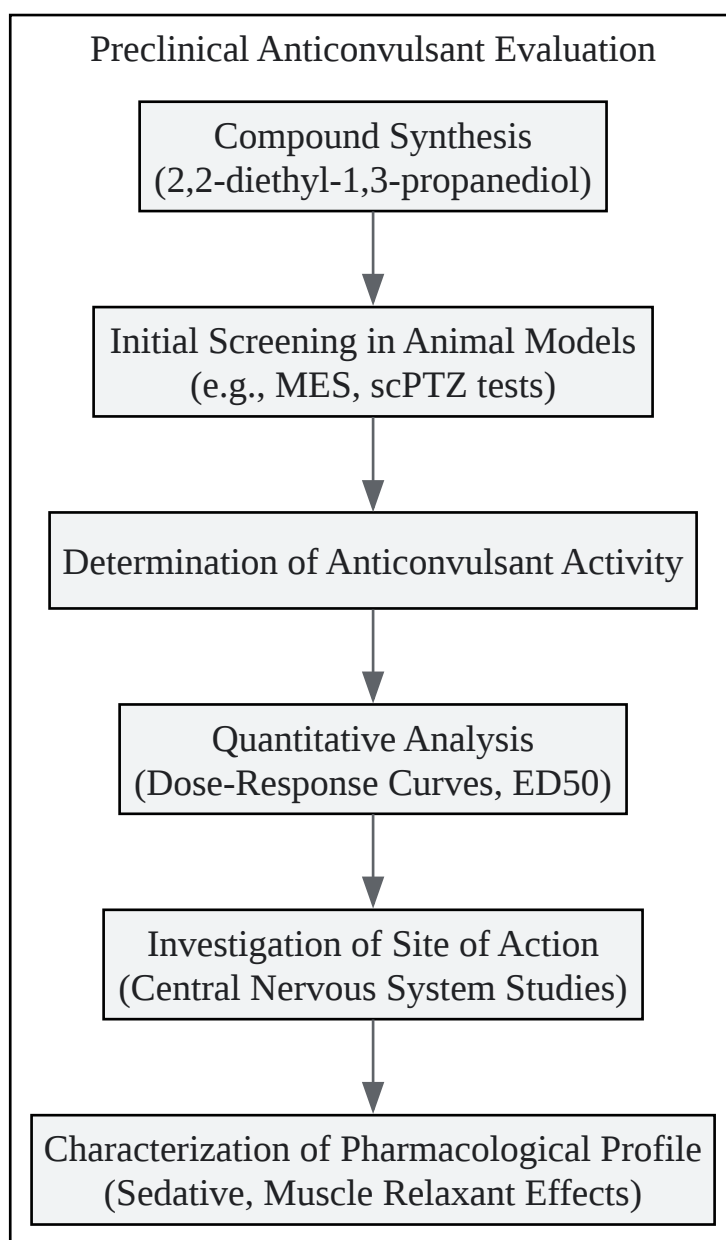 Preclinical Anticonvulsant Evaluation
Compound Synthesis
(2,2-diethyl-1,3-propanediol)
Initial Screening in Animal Models
(e.g., MES, scPTZ tests)
Determination of Anticonvulsant Activity
Quantitative Analysis
(Dose-Response Curves, ED50)
Investigation of Site of Action
(Central Nervous System Studies)
Characterization of Pharmacological Profile
(Sedative, Muscle Relaxant Effects)